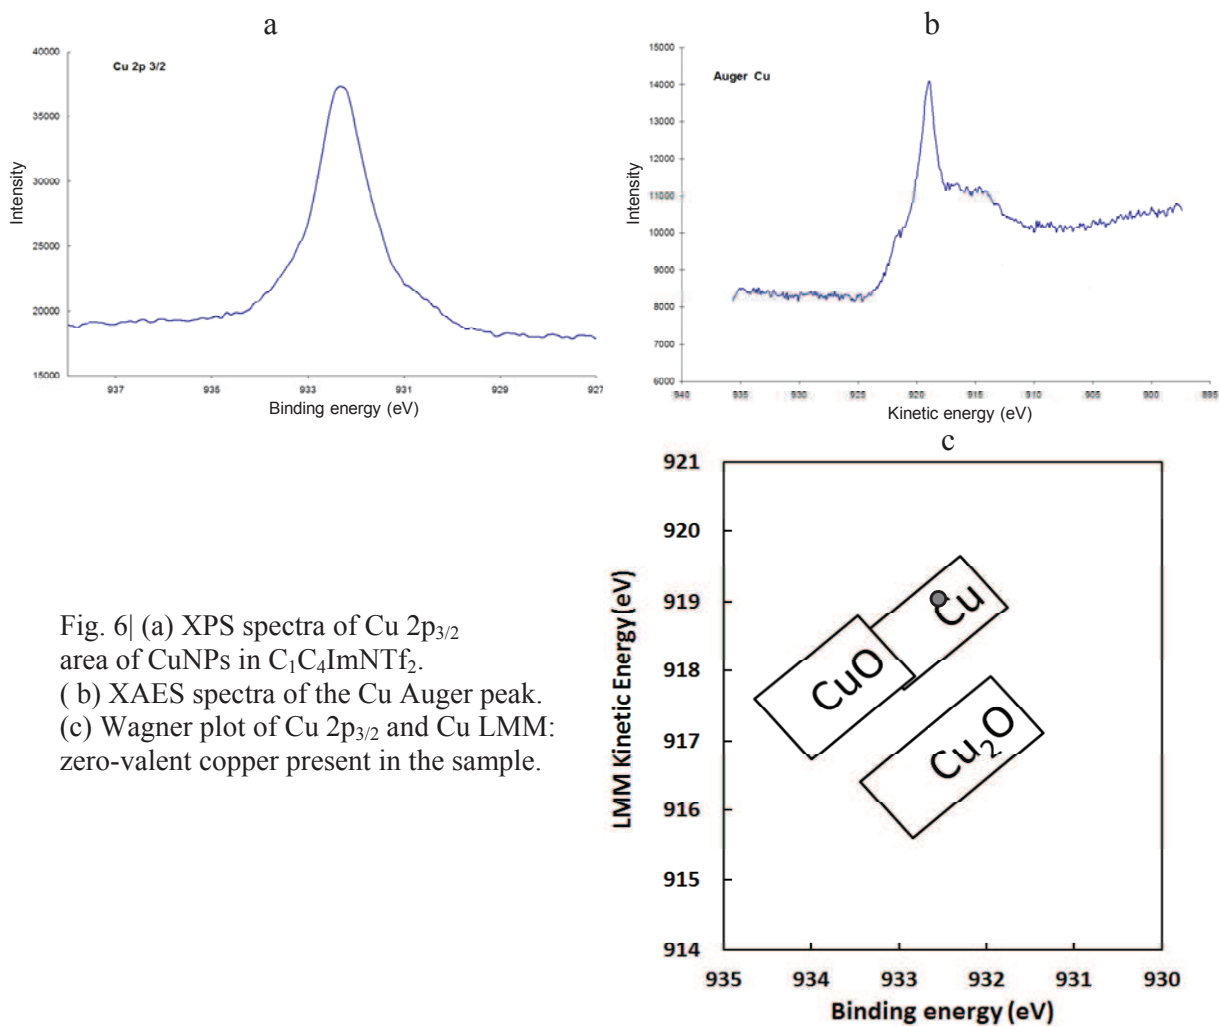 a
40000
35000
30000
25000
20000
15000
Cu 2p 3/2
Intensity
937
935
933
931
929
927
Binding energy (eV)
b
15000
14000
13000
12000
11000
10000
9000
8000
7000
6000
Auger Cu
Intensity
940
935
930
925
920
915
910
905
900
895
Kinetic energy (eV)
Fig. 6| (a) XPS spectra of Cu 2p3/2
area of CuNPs in C1C4ImNTf2.
( b) XAES spectra of the Cu Auger peak.
(c) Wagner plot of Cu 2p3/2 and Cu LMM:
zero-valent copper present in the sample.
c
921
920
919
918
917
916
915
914
LMM Kinetic Energy (eV)
Cu
CuO
Cu2O
935
934
933
932
931
930
Binding energy (eV)